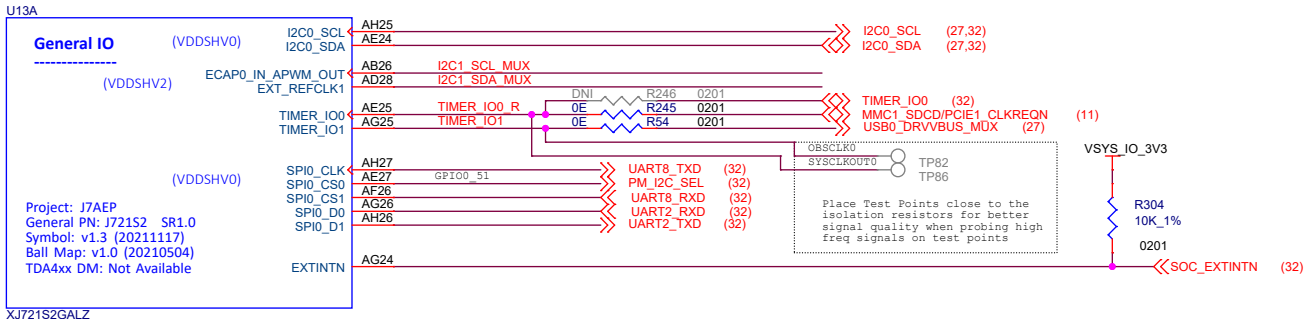 U13A
General IO (VDDSHV0)
---------------
(VDDSHV2)
I2C0_SCL AH25 I2C0_SCL (27,32)
I2C0_SDA AE24 I2C0_SDA (27,32)
ECAP0_IN_APWM_OUT AB26 I2C1_SCL_MUX
EXT_REFCLK1 AD28 I2C1_SDA_MUX
DNI R246 0201 TIMER_IO0 (32)
TIMER_IO0 AE25 TIMER_IO0_R 0E R245 0201 MMC1_SDCD/PCIE1_CLKREQN (11)
TIMER_IO1 AG25 TIMER_IO1 0E R54 0201 USB0_DRVVBUS_MUX (27)
OBSCLK0 TP82
SYSCLKOUT0 TP86
VSYS_IO_3V3
(VDDSHV0)
SPI0_CLK AH27 UART8_TXD (32)
SPI0_CS0 AE27 GPIO0_51 PM_I2C_SEL (32)
SPI0_CS1 AF26 UART8_RXD (32)
SPI0_D0 AG26 UART2_RXD (32)
SPI0_D1 AH26 UART2_TXD (32)
Place Test Points close to the
isolation resistors for better
signal quality when probing high
freq signals on test points
R304
10K_1%
0201
Project: J7AEP
General PN: J721S2 SR1.0
Symbol: v1.3 (20211117)
Ball Map: v1.0 (20210504)
TDA4xx DM: Not Available
EXTINTN AG24 SOC_EXTINTN (32)
XJ721S2GALZ